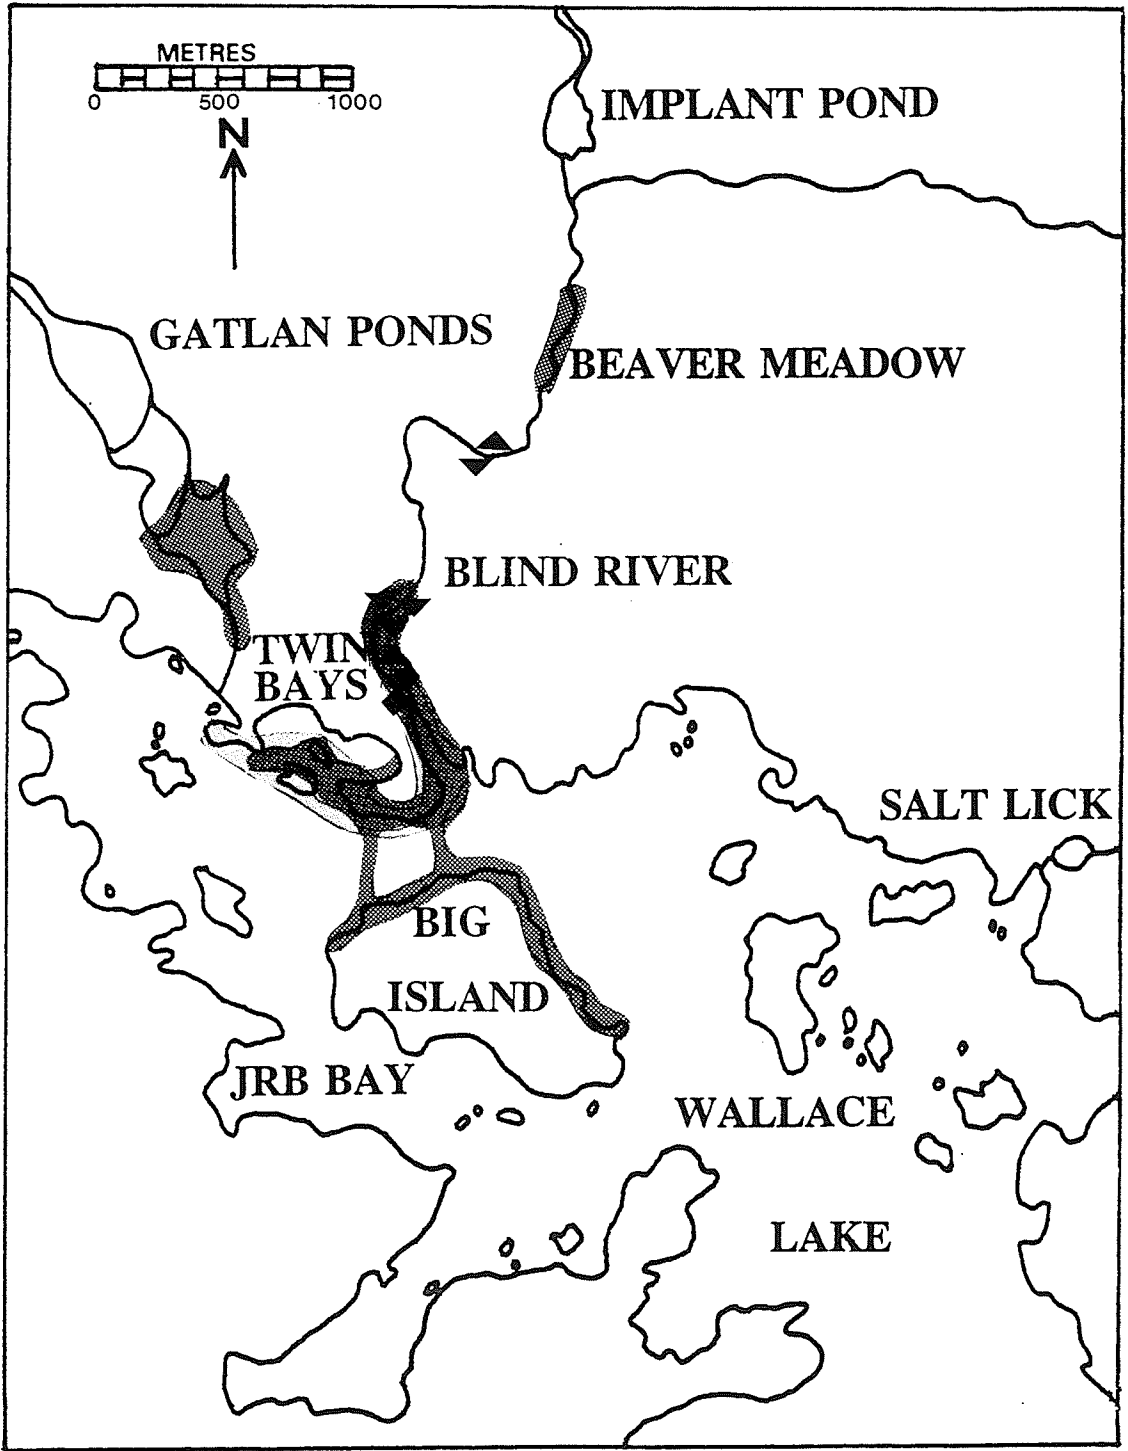 METRES
0 500 1000
N
IMPLANT POND
GATLAN PONDS
BEAVER MEADOW
BLIND RIVER
TWIN
BAYS
SALT LICK
BIG
ISLAND
JRB BAY
WALLACE
LAKE